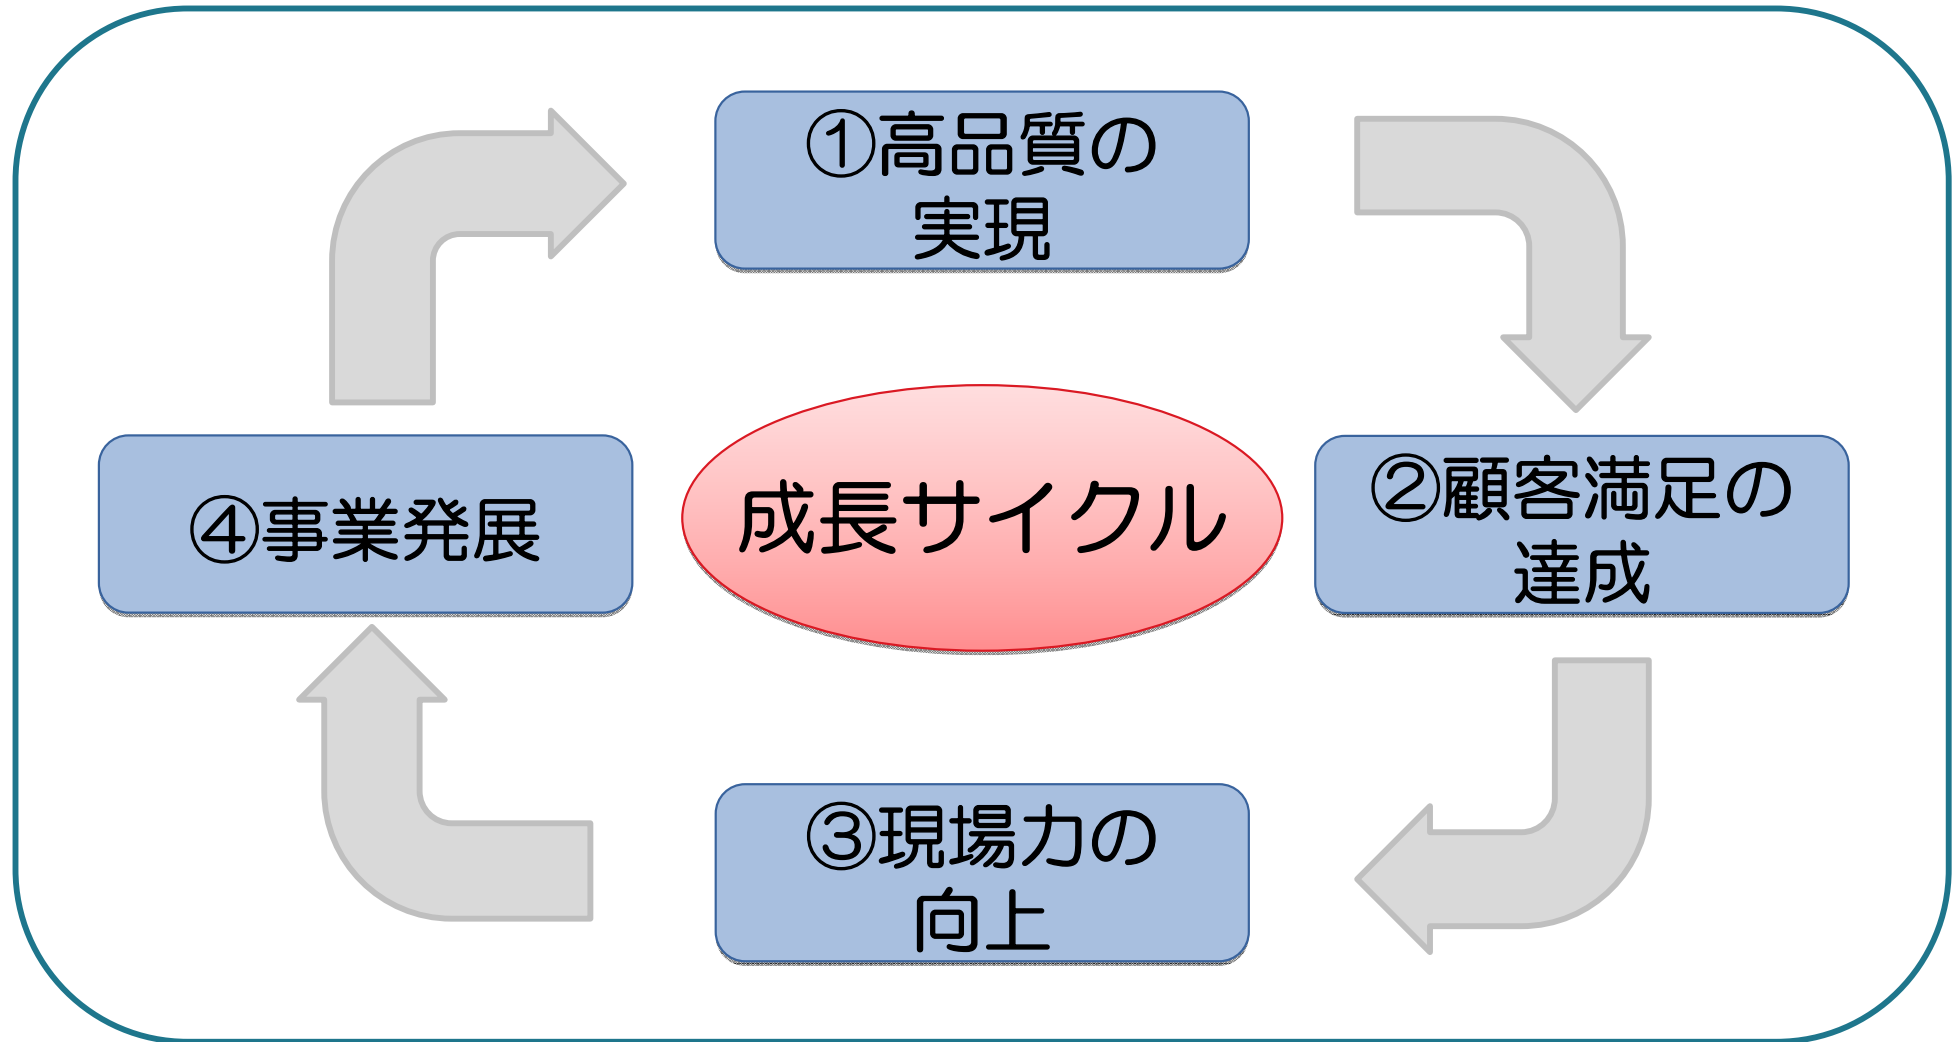 ①高品質の
実現
②顧客満足の
達成
③現場力の
向上
④事業発展
成長サイクル